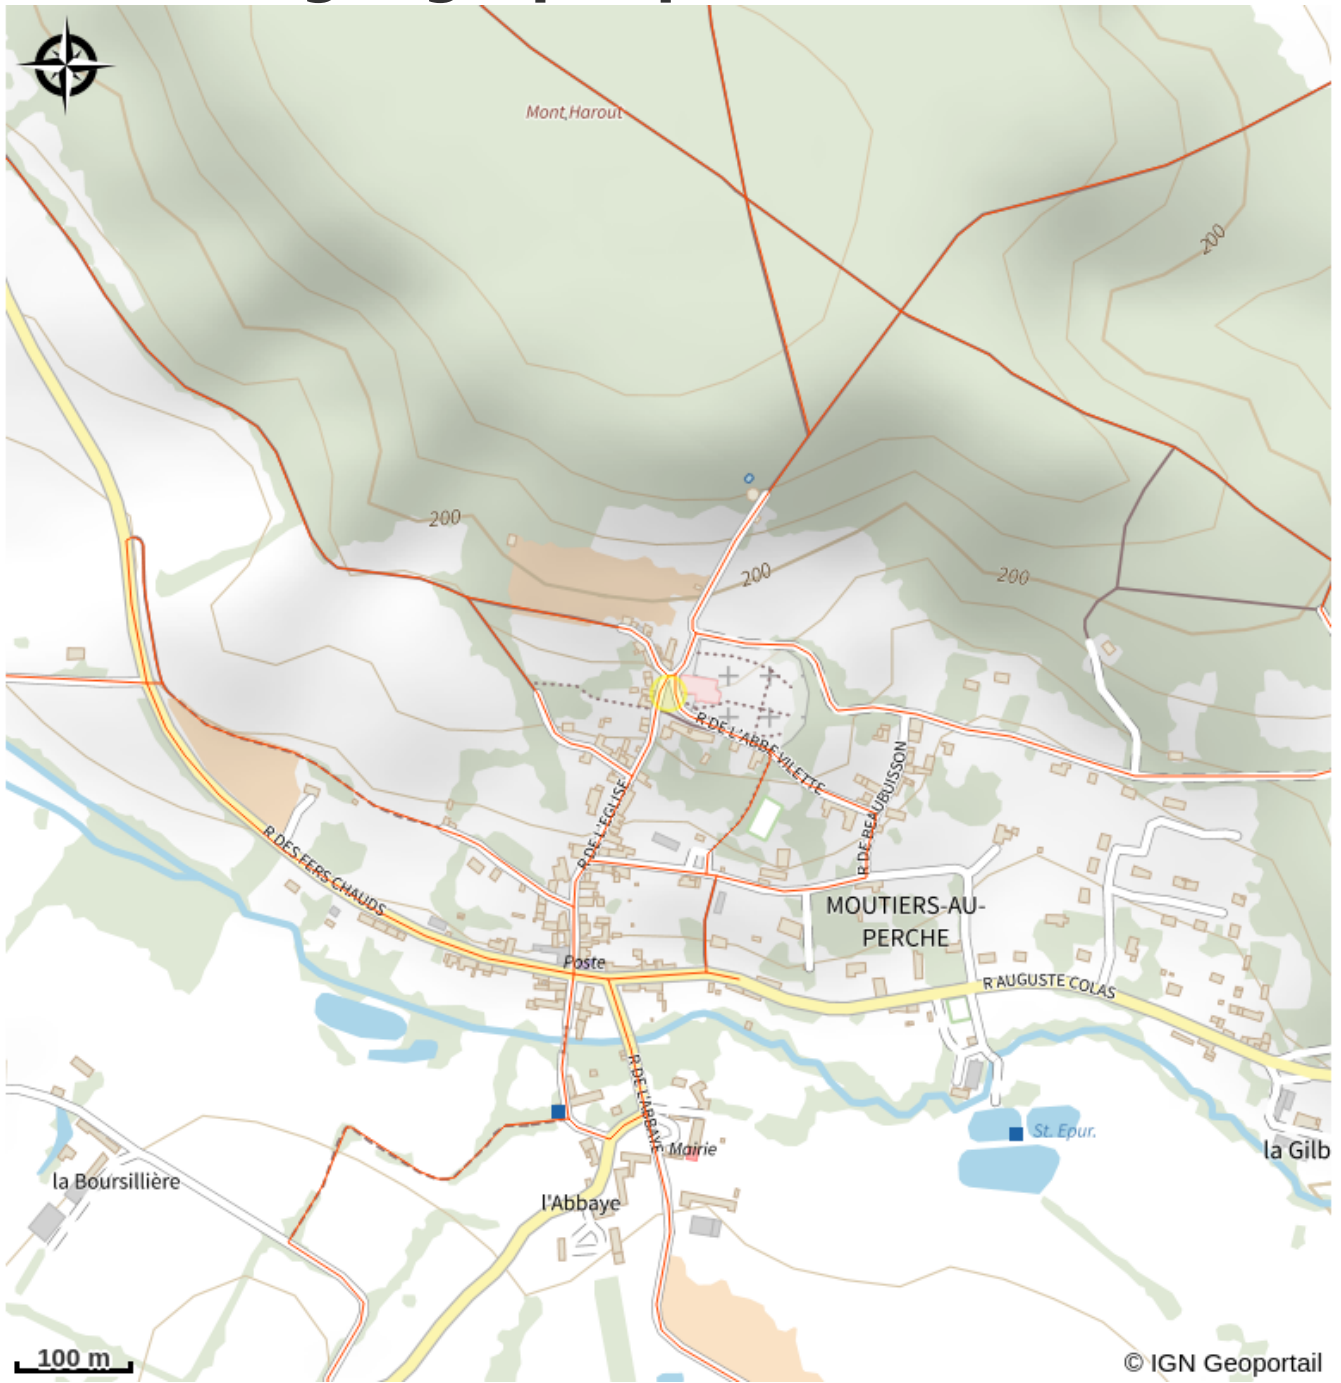 Mont Harout
200
200
200
200
R DE L'ABBE VILETTE
R DE BEAUBUISSON
R DE L'EGLISE
R DES FERS CHAUDS
MOUTIERS-AU-
PERCHE
Poste
R AUGUSTE COLAS
R DE L'ABBAYE
St. Epur.
Mairie
la Gilb
la Boursillière
l'Abbaye
100 m
© IGN Geoportail